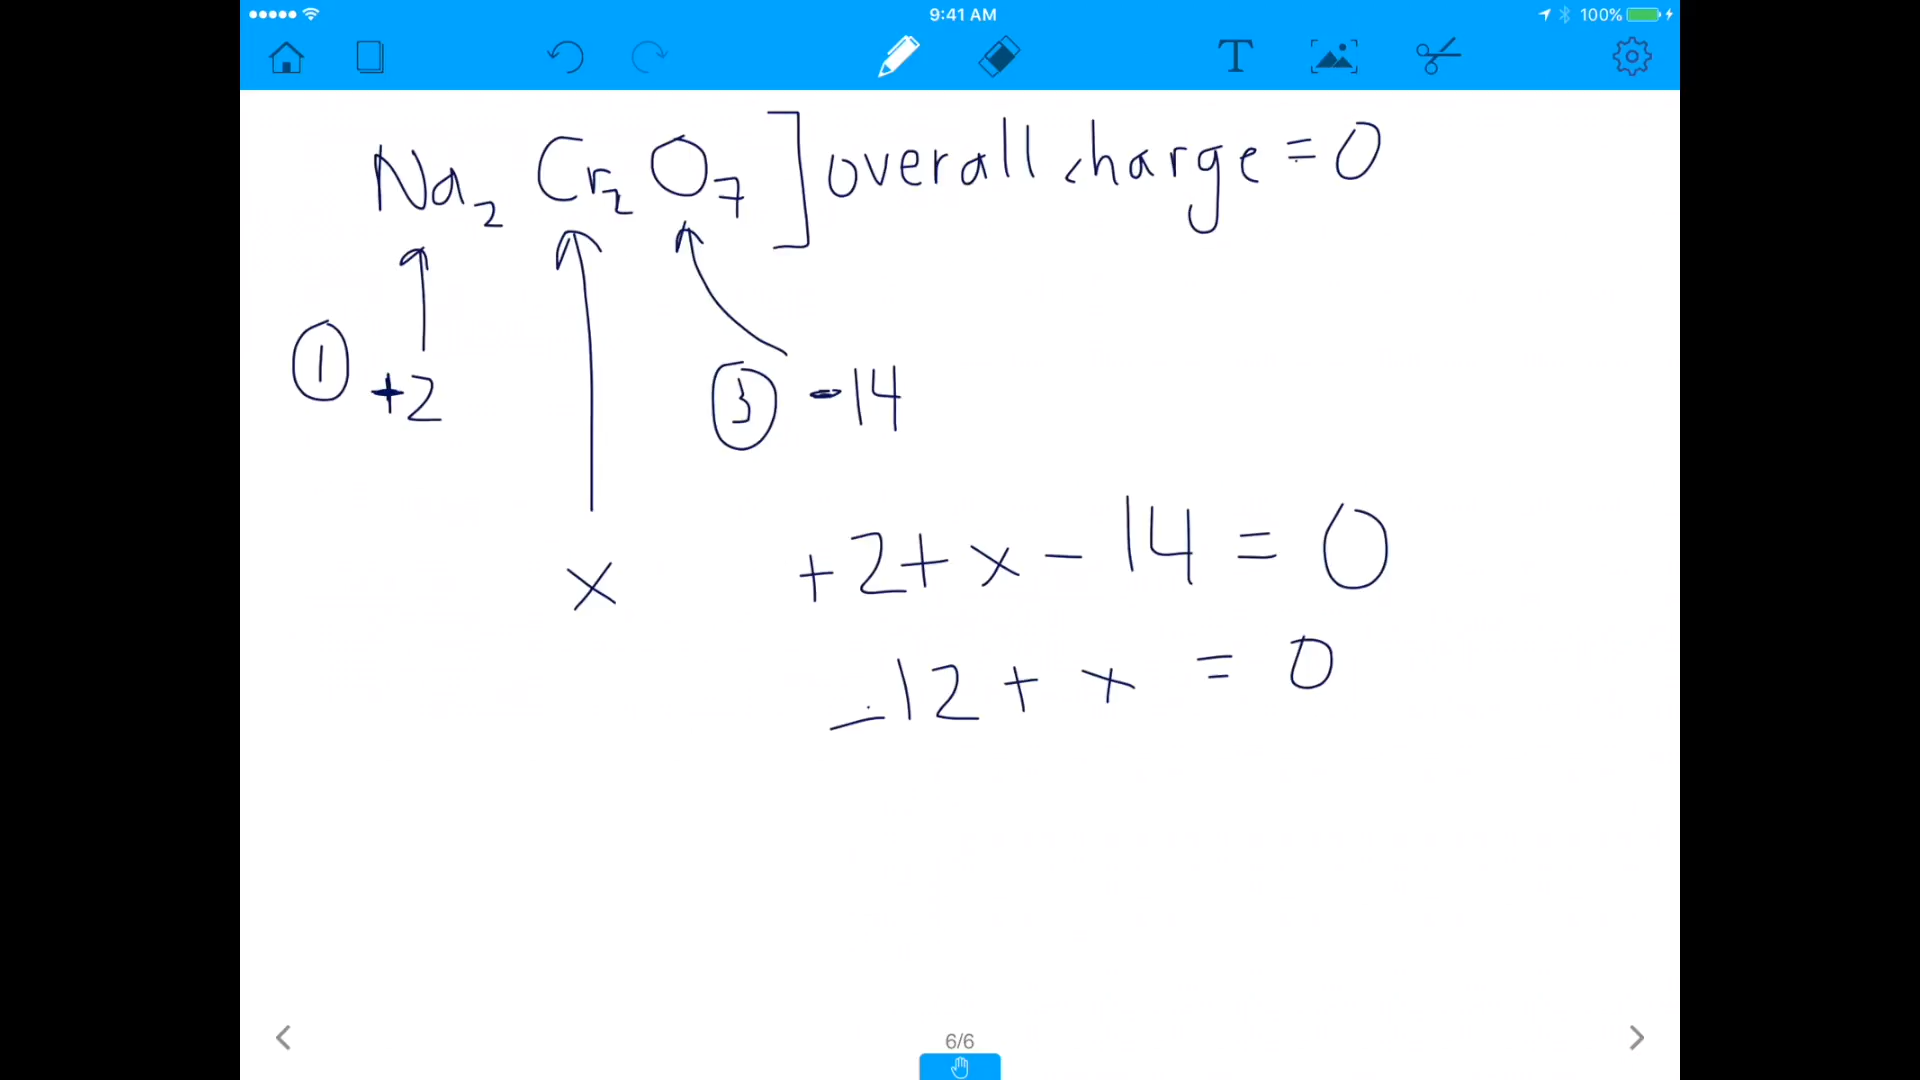 9:41 AM
100%
T
Na₂ Cr₂ O₇ ] overall charge = 0
① +2
③ -14
x
+2 + x - 14 = 0
-12 + x = 0
6/6